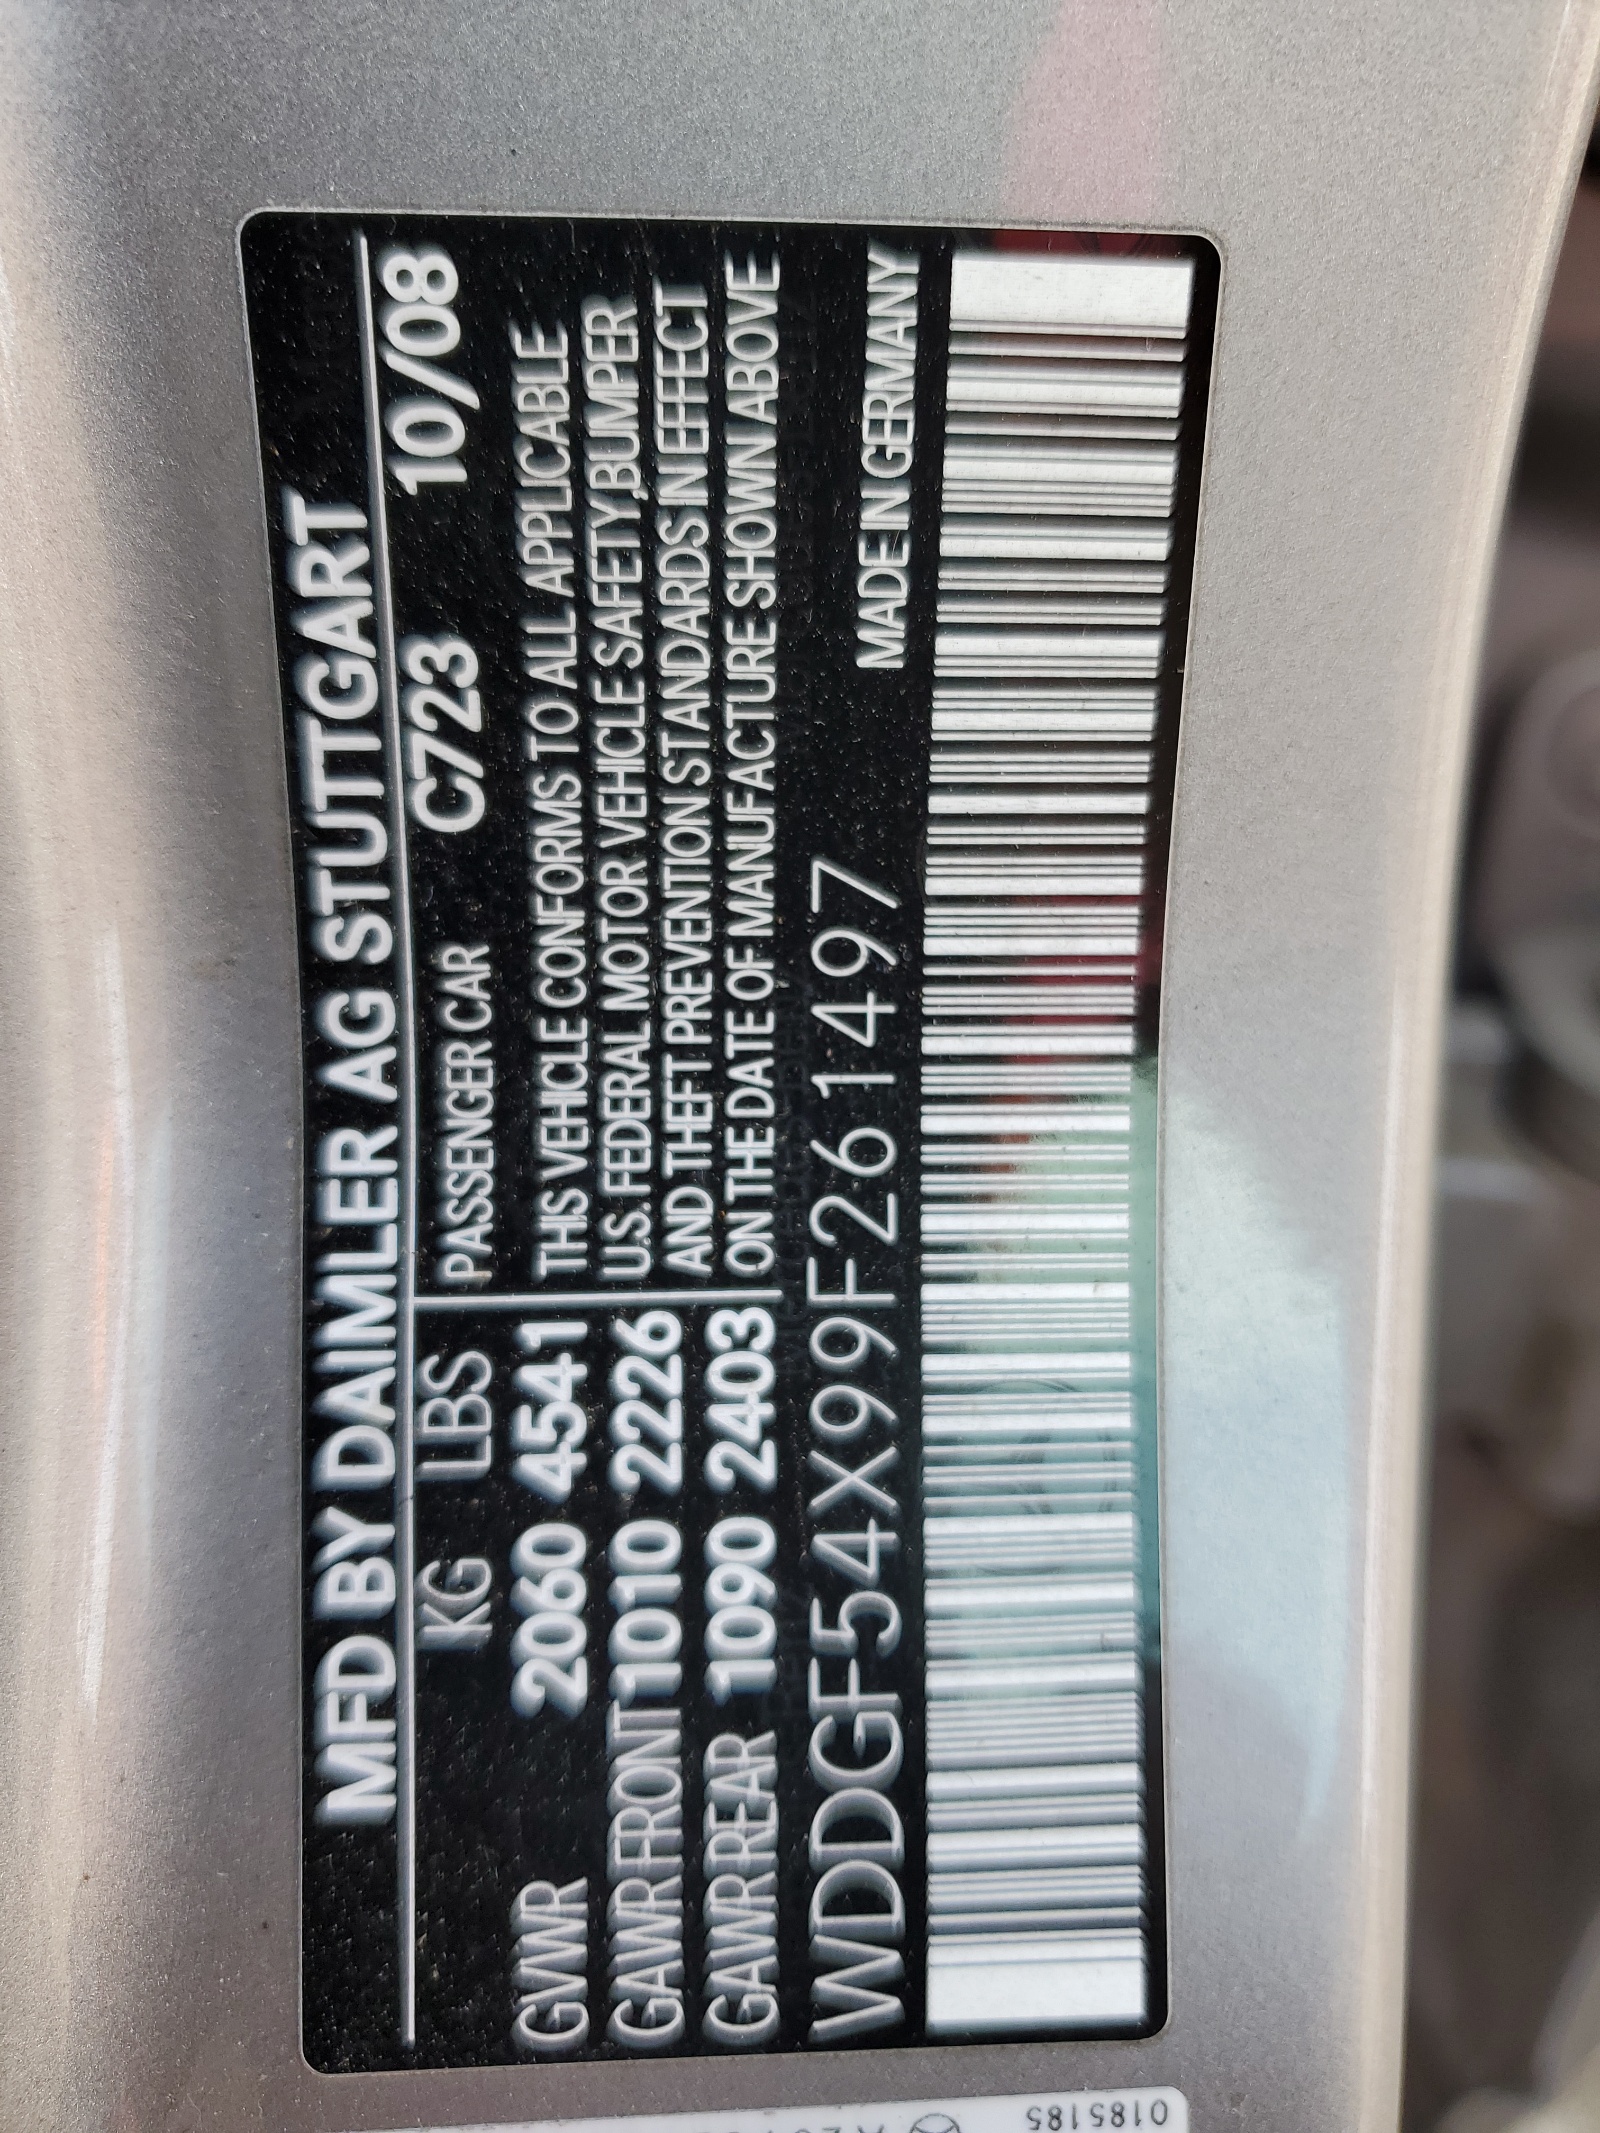 MFD BY DAIMLER AG STUTTGART
KG LBS PASSENGER CAR C723 10/08
GVWR 2060 4541 THIS VEHICLE CONFORMS TO ALL APPLICABLE
GAWR FRONT 1010 2226 U.S. FEDERAL MOTOR VEHICLE SAFETY,BUMPER
GAWR REAR 1090 2403 AND THEFT PREVENTION STANDARDS IN EFFECT
ON THE DATE OF MANUFACTURE SHOWN ABOVE
WDDGF54X99F261497 MADE IN GERMANY
0185185